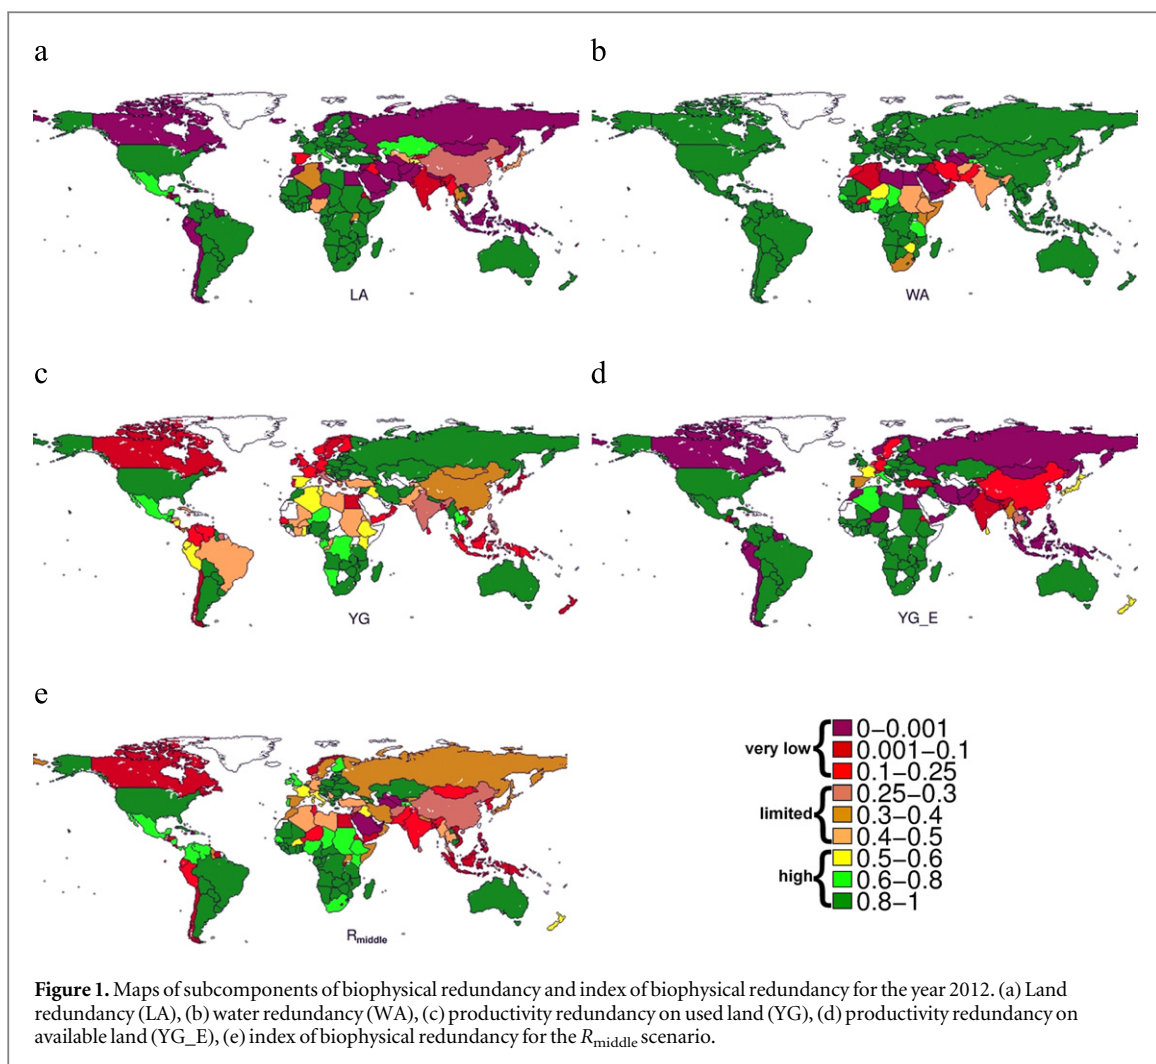 a
b
LA
WA
c
d
YG
YG_E
e
R_middle
very low
0–0.001
0.001–0.1
0.1–0.25
limited
0.25–0.3
0.3–0.4
0.4–0.5
high
0.5–0.6
0.6–0.8
0.8–1
Figure 1. Maps of subcomponents of biophysical redundancy and index of biophysical redundancy for the year 2012. (a) Land
redundancy (LA), (b) water redundancy (WA), (c) productivity redundancy on used land (YG), (d) productivity redundancy on
available land (YG_E), (e) index of biophysical redundancy for the R_middle scenario.